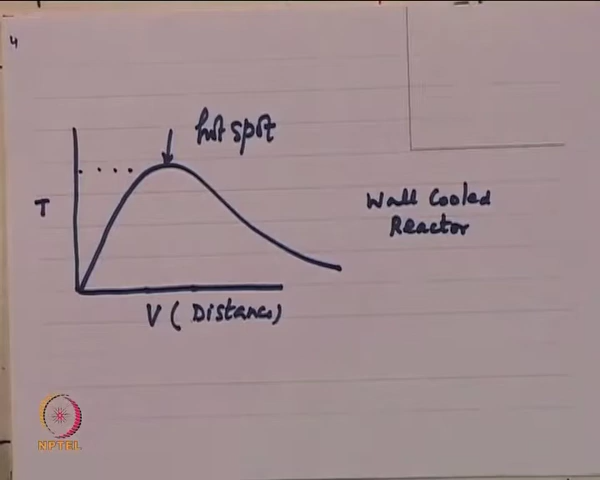 4
hot spot
T
Wall Cooled
Reactor
V (Distance)
NPTEL